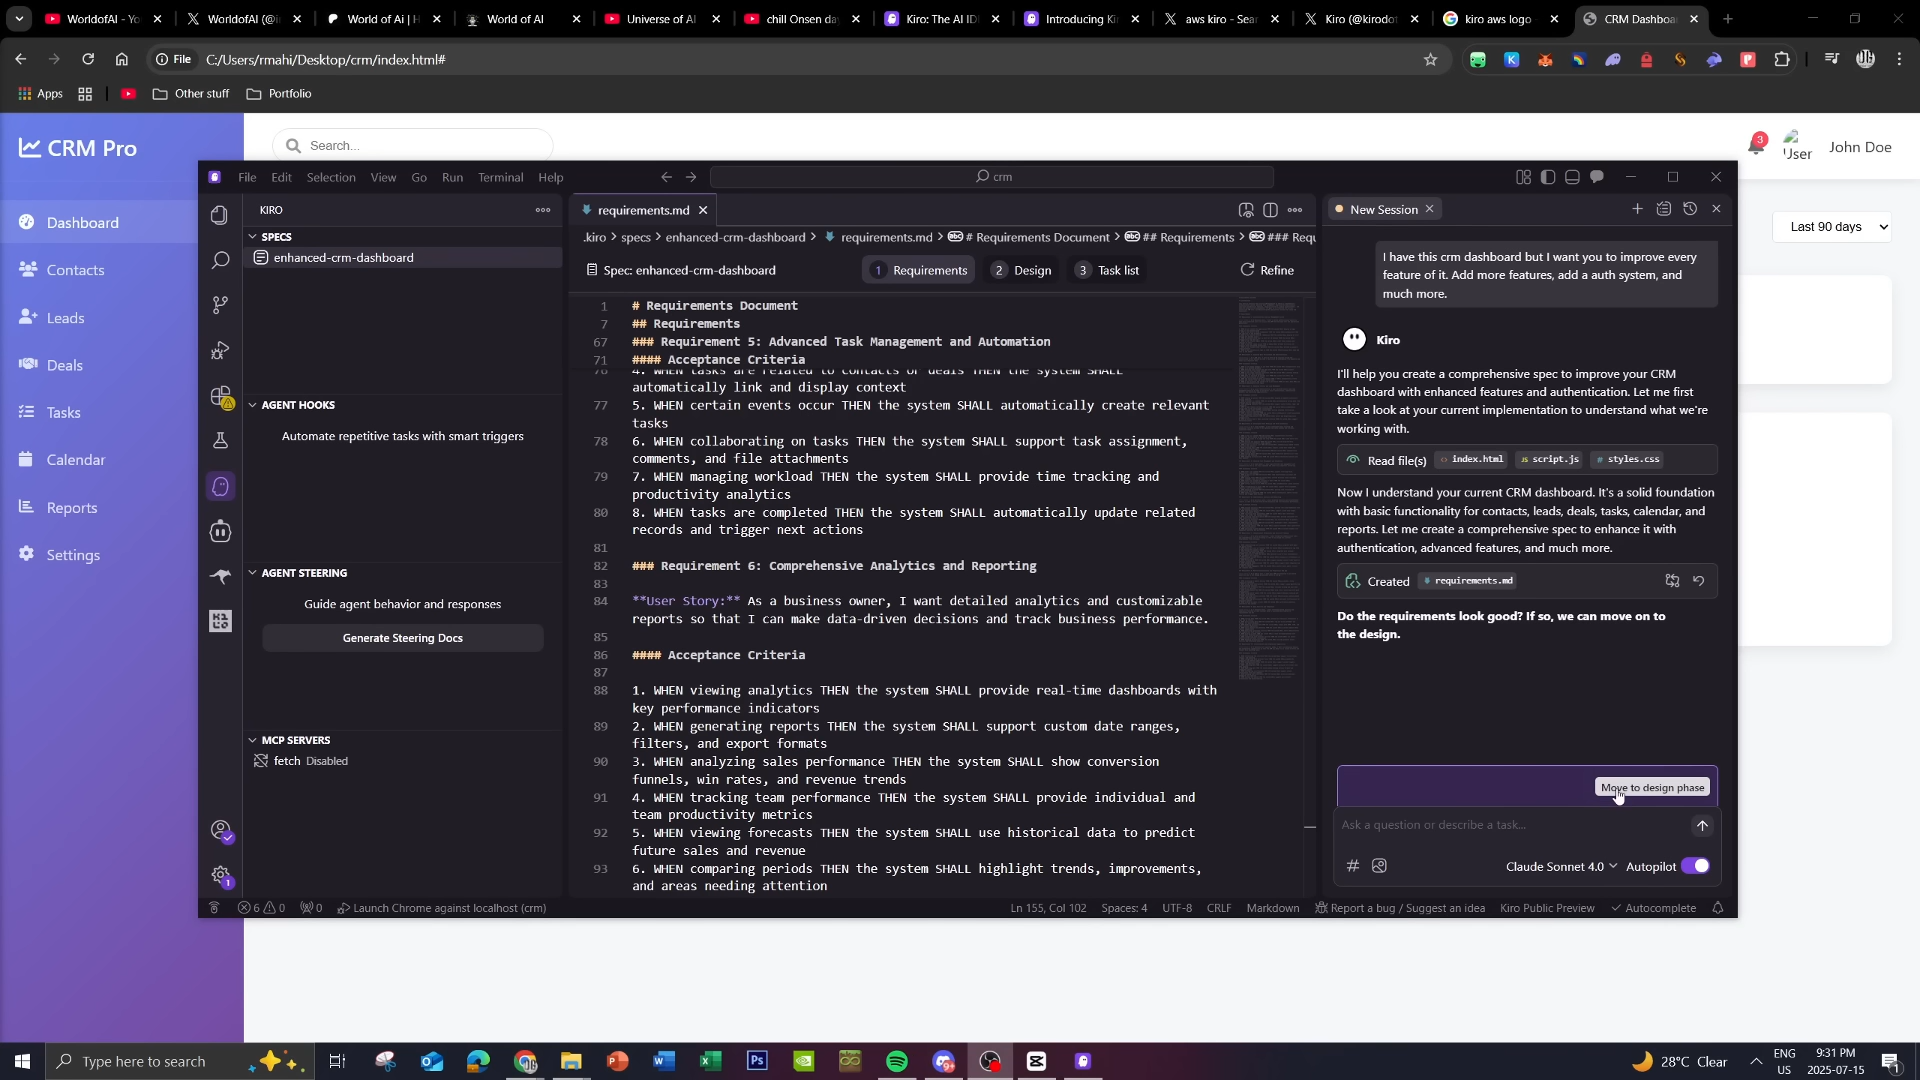 WorldofAI - Yo
WorldofAI (@i
World of Ai | H
World of AI
Universe of AI
chill Onsen da
Kiro: The AI ID
Introducing Ki
aws kiro - Sear
Kiro (@kirodot
kiro aws logo
CRM Dashboa
File
C:/Users/rmahi/Desktop/crm/index.html#
Apps
Other stuff
Portfolio
CRM Pro
Search...
3
User
John Doe
Dashboard
Contacts
Leads
Deals
Tasks
Calendar
Reports
Settings
Last 90 days
File Edit Selection View Go Run Terminal Help
crm
KIRO
SPECS
enhanced-crm-dashboard
AGENT HOOKS
Automate repetitive tasks with smart triggers
AGENT STEERING
Guide agent behavior and responses
Generate Steering Docs
MCP SERVERS
fetch Disabled
requirements.md
.kiro > specs > enhanced-crm-dashboard > requirements.md > # Requirements Document > ## Requirements > ### Requ
Spec: enhanced-crm-dashboard
1 Requirements
2 Design
3 Task list
Refine
1 # Requirements Document
7 ## Requirements
67 ### Requirement 5: Advanced Task Management and Automation
71 #### Acceptance Criteria
76 4. WHEN tasks are related to contacts or deals THEN the system SHALL
automatically link and display context
77 5. WHEN certain events occur THEN the system SHALL automatically create relevant
tasks
78 6. WHEN collaborating on tasks THEN the system SHALL support task assignment,
comments, and file attachments
79 7. WHEN managing workload THEN the system SHALL provide time tracking and
productivity analytics
80 8. WHEN tasks are completed THEN the system SHALL automatically update related
records and trigger next actions
81
82 ### Requirement 6: Comprehensive Analytics and Reporting
83
84 **User Story:** As a business owner, I want detailed analytics and customizable
reports so that I can make data-driven decisions and track business performance.
85
86 #### Acceptance Criteria
87
88 1. WHEN viewing analytics THEN the system SHALL provide real-time dashboards with
key performance indicators
89 2. WHEN generating reports THEN the system SHALL support custom date ranges,
filters, and export formats
90 3. WHEN analyzing sales performance THEN the system SHALL show conversion
funnels, win rates, and revenue trends
91 4. WHEN tracking team performance THEN the system SHALL provide individual and
team productivity metrics
92 5. WHEN viewing forecasts THEN the system SHALL use historical data to predict
future sales and revenue
93 6. WHEN comparing periods THEN the system SHALL highlight trends, improvements,
and areas needing attention
New Session
I have this crm dashboard but I want you to improve every
feature of it. Add more features, add a auth system, and
much more.
Kiro
I'll help you create a comprehensive spec to improve your CRM
dashboard with enhanced features and authentication. Let me first
take a look at your current implementation to understand what we're
working with.
Read file(s) index.html script.js styles.css
Now I understand your current CRM dashboard. It's a solid foundation
with basic functionality for contacts, leads, deals, tasks, calendar, and
reports. Let me create a comprehensive spec to enhance it with
authentication, advanced features, and much more.
Created requirements.md
Do the requirements look good? If so, we can move on to
the design.
Move to design phase
Ask a question or describe a task...
Claude Sonnet 4.0
Autopilot
6 0 0 Launch Chrome against localhost (crm)
Ln 155, Col 102 Spaces: 4 UTF-8 CRLF Markdown Report a bug / Suggest an idea Kiro Public Preview Autocomplete
Type here to search
28°C Clear
ENG
US
9:31 PM
2025-07-15
1